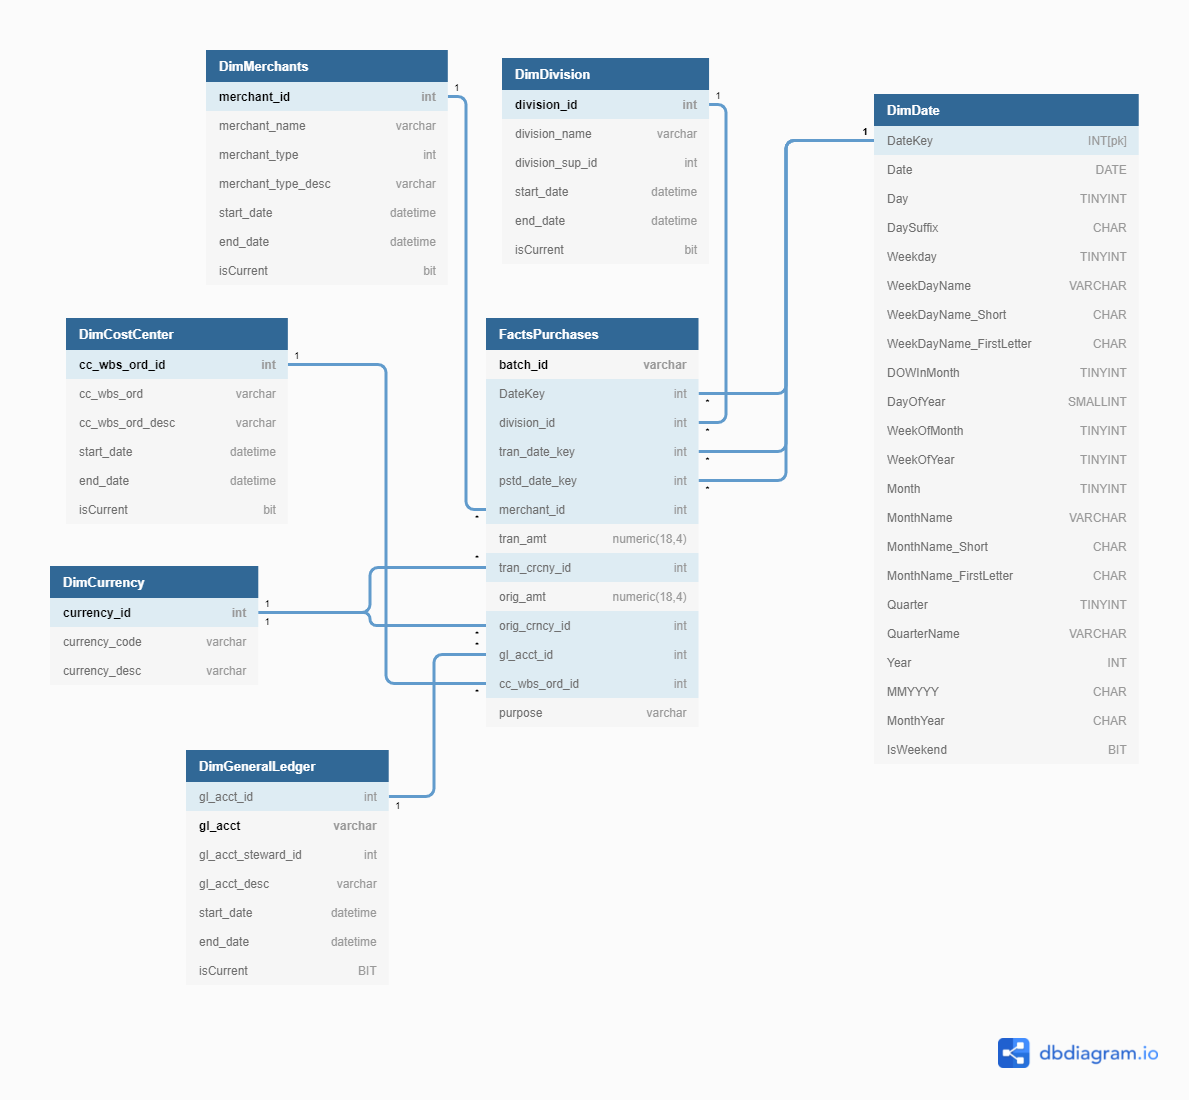 DimMerchants
merchant_id int
merchant_name varchar
merchant_type int
merchant_type_desc varchar
start_date datetime
end_date datetime
isCurrent bit
1
DimDivision
division_id int
division_name varchar
division_sup_id int
start_date datetime
end_date datetime
isCurrent bit
1
DimDate
1
DateKey INT[pk]
Date DATE
Day TINYINT
DaySuffix CHAR
Weekday TINYINT
WeekDayName VARCHAR
WeekDayName_Short CHAR
WeekDayName_FirstLetter CHAR
DOWInMonth TINYINT
DayOfYear SMALLINT
WeekOfMonth TINYINT
WeekOfYear TINYINT
Month TINYINT
MonthName VARCHAR
MonthName_Short CHAR
MonthName_FirstLetter CHAR
Quarter TINYINT
QuarterName VARCHAR
Year INT
MMYYYY CHAR
MonthYear CHAR
IsWeekend BIT
DimCostCenter
cc_wbs_ord_id int
cc_wbs_ord varchar
cc_wbs_ord_desc varchar
start_date datetime
end_date datetime
isCurrent bit
1
FactsPurchases
batch_id varchar
DateKey int
*
division_id int
*
tran_date_key int
*
pstd_date_key int
*
merchant_id int
*
tran_amt numeric(18,4)
*
tran_crcny_id int
orig_amt numeric(18,4)
orig_crncy_id int
*
*
gl_acct_id int
cc_wbs_ord_id int
*
purpose varchar
DimCurrency
currency_id int
currency_code varchar
currency_desc varchar
1
1
DimGeneralLedger
gl_acct_id int
gl_acct varchar
gl_acct_steward_id int
gl_acct_desc varchar
start_date datetime
end_date datetime
isCurrent BIT
1
dbdiagram.io